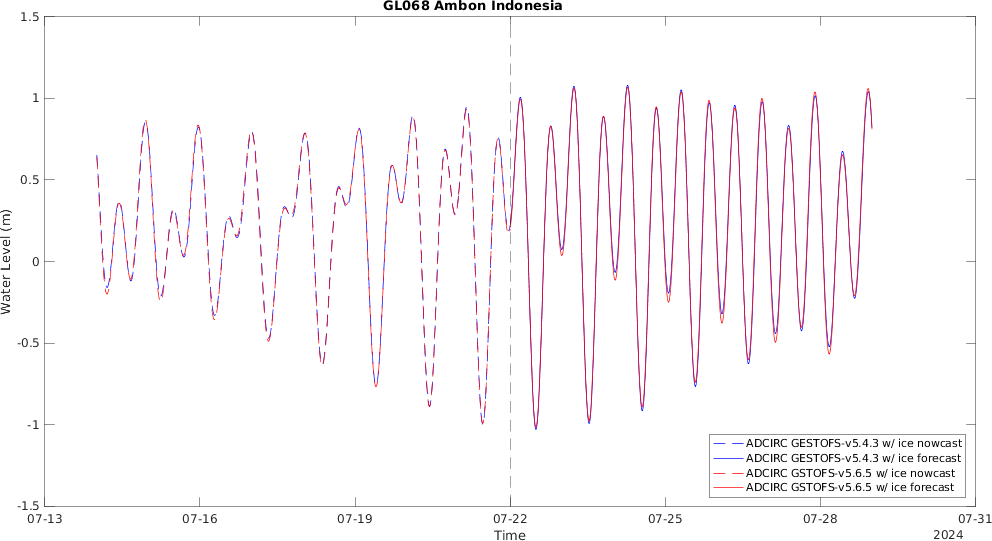 GL068 Ambon Indonesia
1.5
1
0.5
0
-0.5
-1
-1.5
Water Level (m)
07-13 07-16 07-19 07-22 07-25 07-28 07-31
Time
2024
ADCIRC GESTOFS-v5.4.3 w/ ice nowcast
ADCIRC GESTOFS-v5.4.3 w/ ice forecast
ADCIRC GSTOFS-v5.6.5 w/ ice nowcast
ADCIRC GSTOFS-v5.6.5 w/ ice forecast